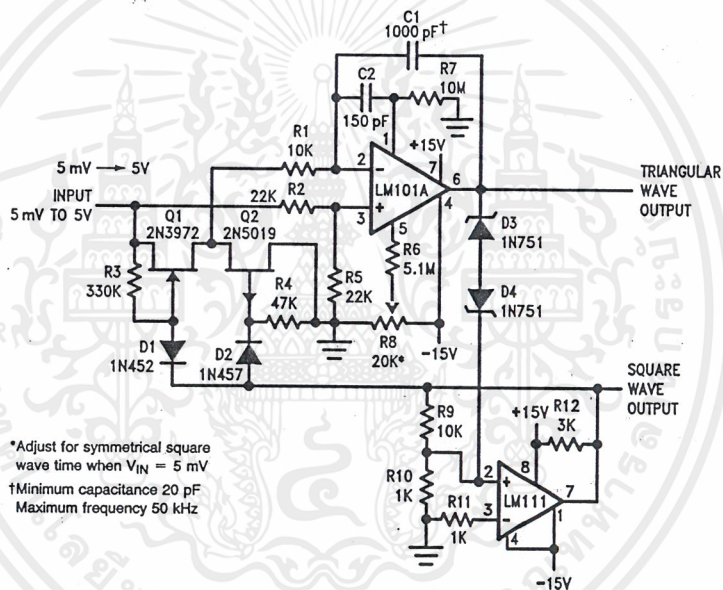 C1
1000 pF†
C2
150 pF
R7
10M
R1
10K
5 mV → 5V
INPUT
5 mV TO 5V
R2
22K
+15V
1
2
3
7
6
4
5
LM101A
TRIANGULAR
WAVE
OUTPUT
Q1
2N3972
Q2
2N5019
R3
330K
R4
47K
R5
22K
R6
5.1M
R8
20K*
-15V
D1
1N452
D2
1N457
D3
1N751
D4
1N751
SQUARE
WAVE
OUTPUT
R9
10K
R10
1K
R11
1K
+15V
R12
3K
2
3
8
7
1
4
LM111
-15V
*Adjust for symmetrical square
wave time when VIN = 5 mV
†Minimum capacitance 20 pF
Maximum frequency 50 kHz